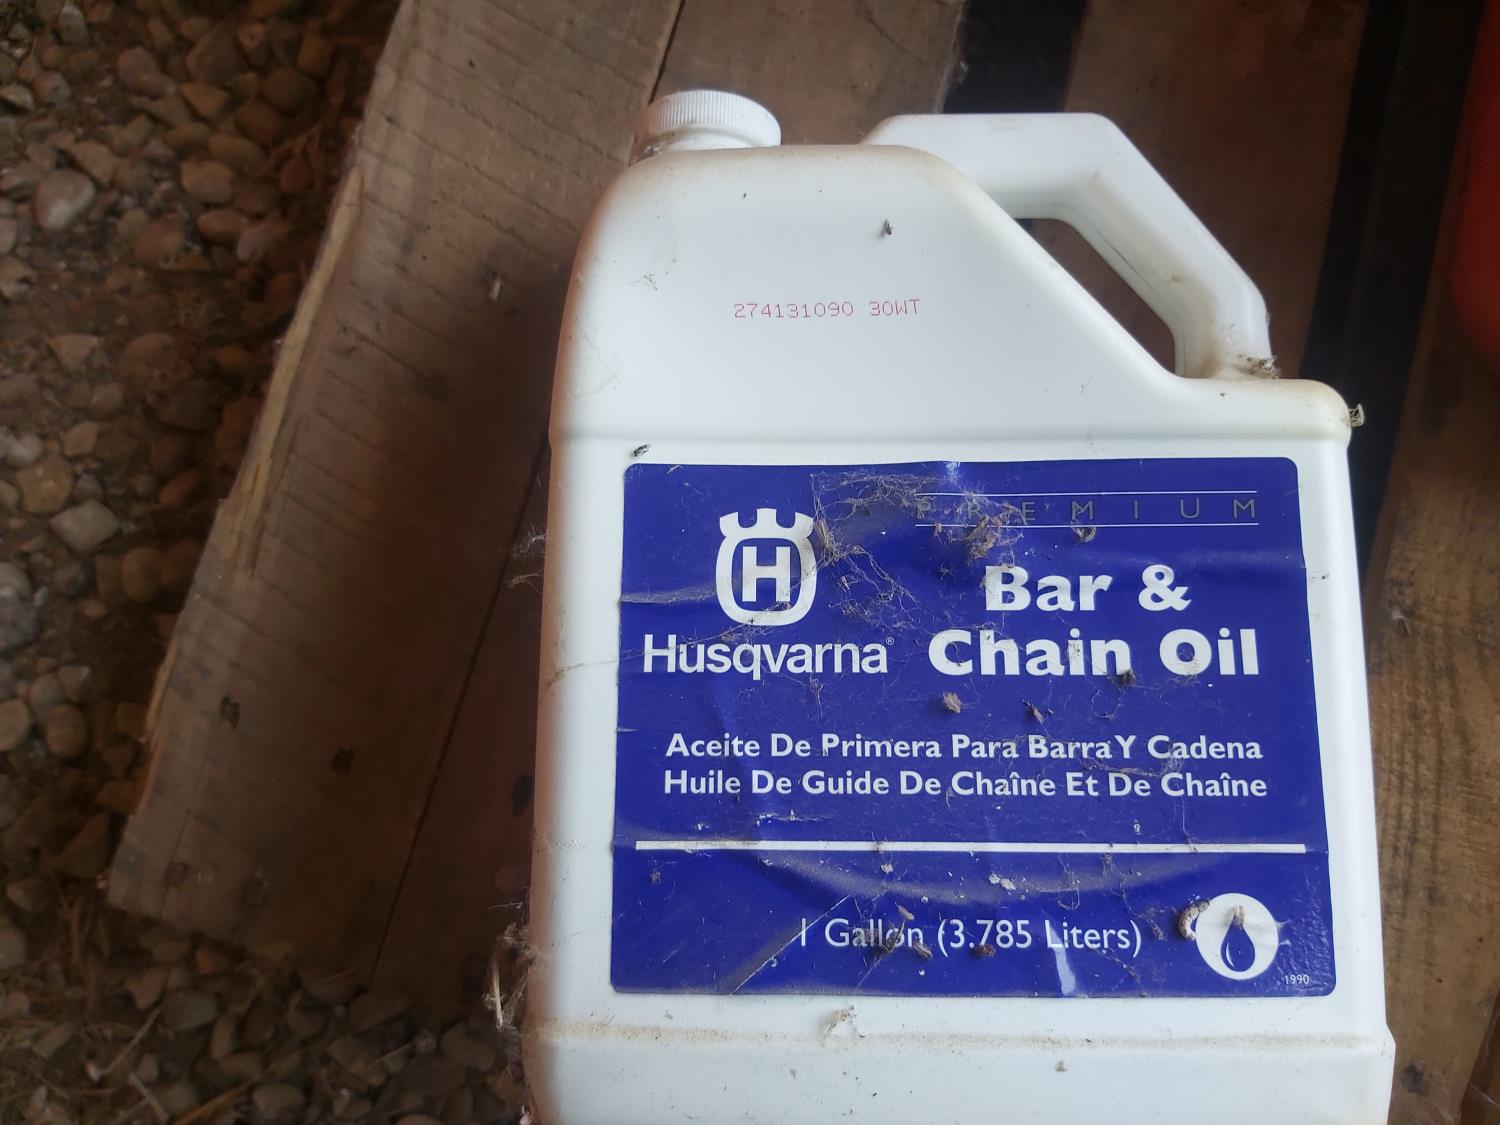 274131090 30WT
PREMIUM
H
Husqvarna®
Bar &
Chain Oil
Aceite De Primera Para Barra Y Cadena
Huile De Guide De Chaîne Et De Chaîne
1 Gallon (3.785 Liters)
1990